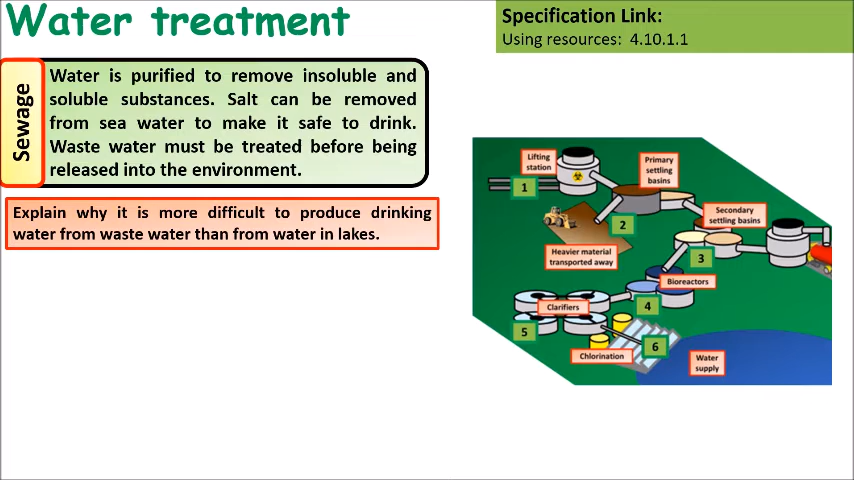 Water treatment
Specification Link:
Using resources: 4.10.1.1
Sewage
Water is purified to remove insoluble and
soluble substances. Salt can be removed
from sea water to make it safe to drink.
Waste water must be treated before being
released into the environment.
Explain why it is more difficult to produce drinking
water from waste water than from water in lakes.
Lifting
station
1
Primary
settling
basins
2
Heavier material
transported away
Secondary
settling basins
3
Bioreactors
4
Clarifiers
5
Chlorination
6
Water
supply